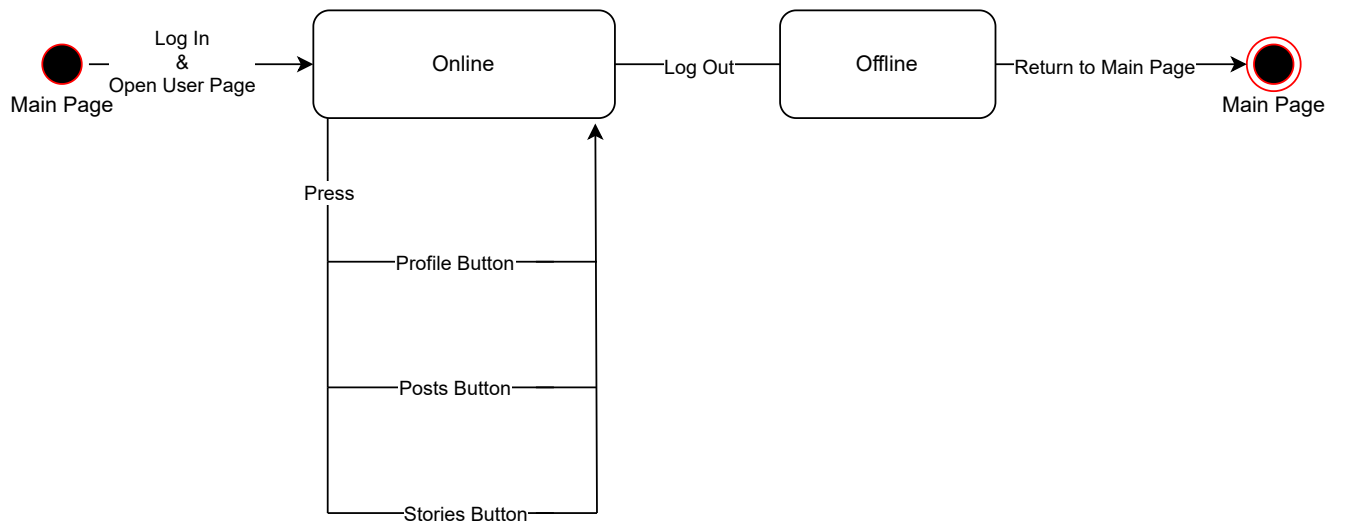 Log In
&
Open User Page
Main Page
Online
Log Out
Offline
Return to Main Page
Main Page
Press
Profile Button
Posts Button
Stories Button